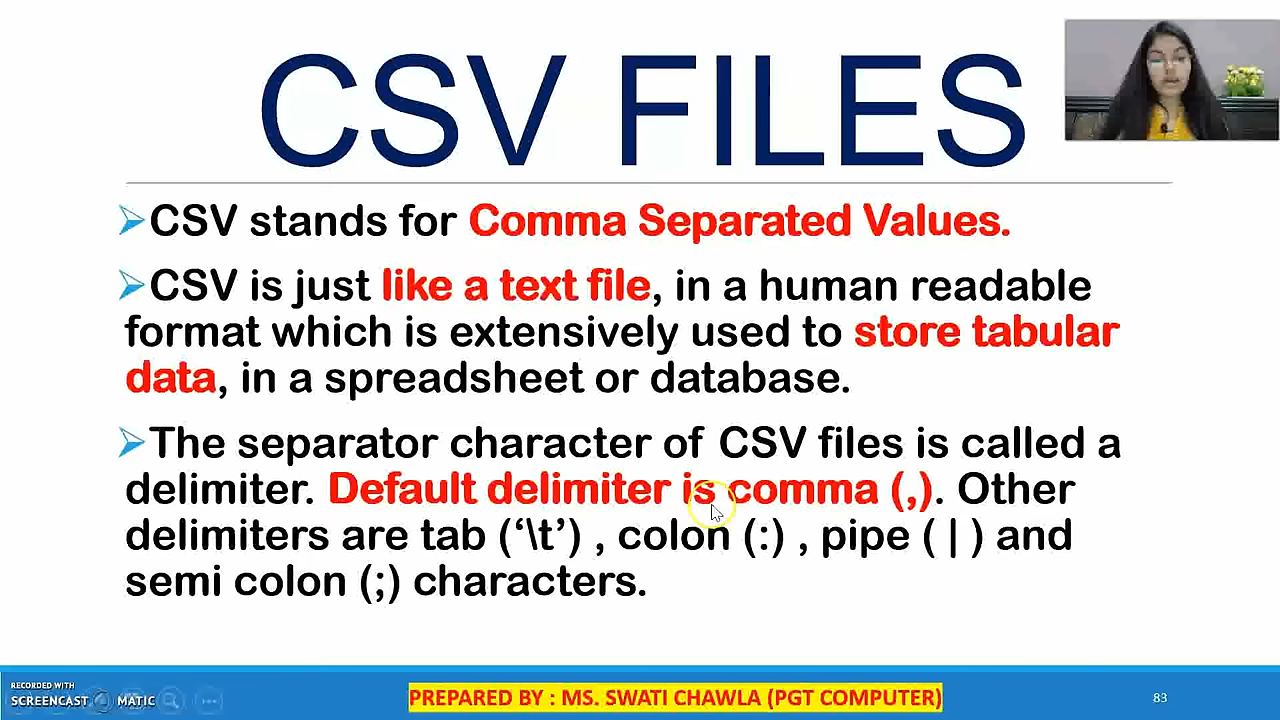 CSV FILES
➢CSV stands for Comma Separated Values.
➢CSV is just like a text file, in a human readable
format which is extensively used to store tabular
data, in a spreadsheet or database.
➢The separator character of CSV files is called a
delimiter. Default delimiter is comma (,). Other
delimiters are tab (‘\t’) , colon (:) , pipe ( | ) and
semi colon (;) characters.
RECORDED WITH
SCREENCAST MATIC
PREPARED BY : MS. SWATI CHAWLA (PGT COMPUTER)
83